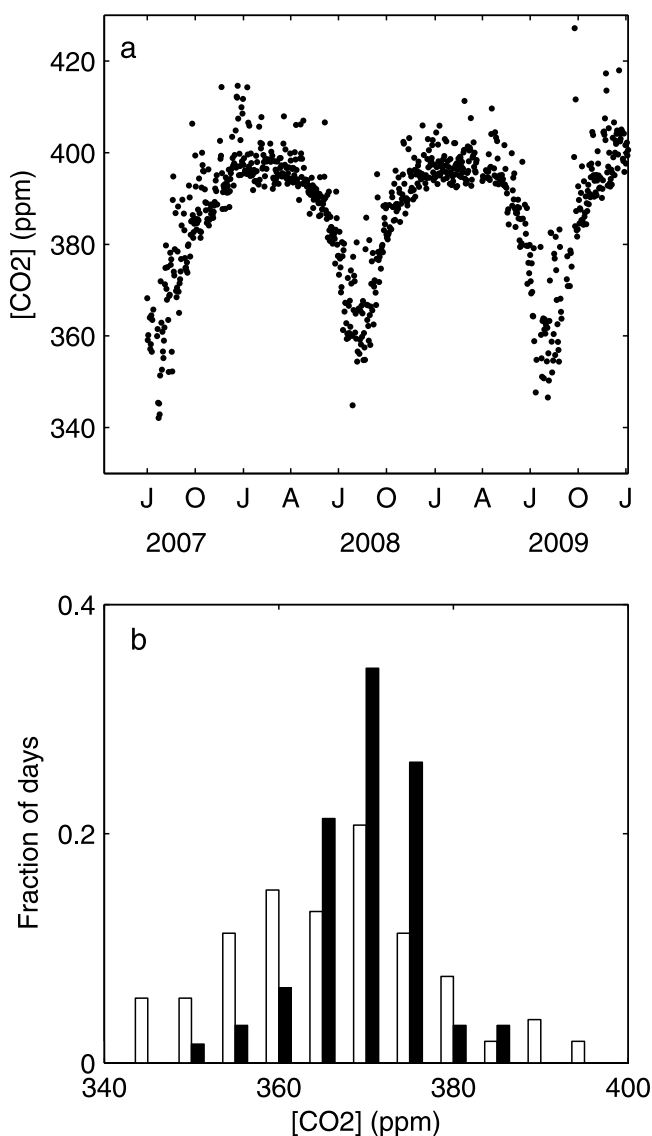 a
420
400
380
360
340
[CO2] (ppm)
J O J A J O J A J O J
2007 2008 2009
b
0.4
0.2
0
Fraction of days
340 360 380 400
[CO2] (ppm)